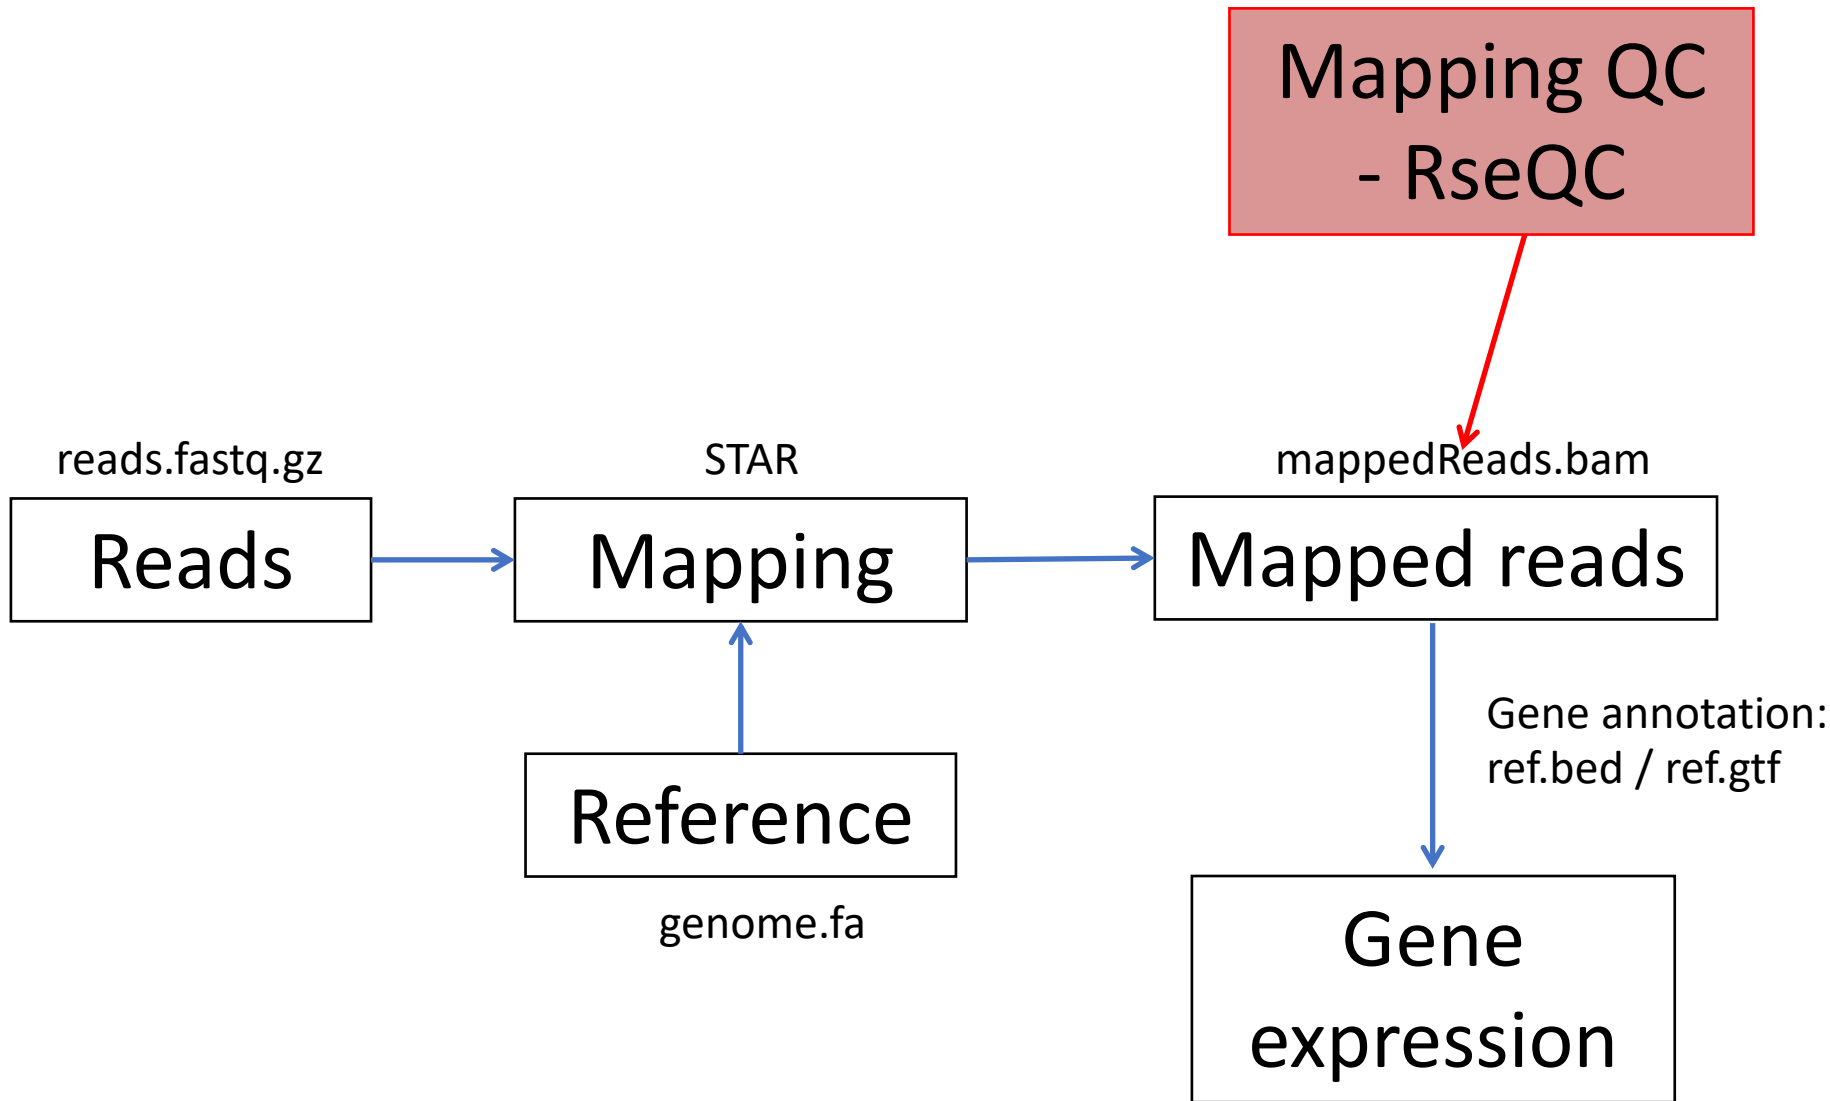 Mapping QC
- RseQC
reads.fastq.gz
STAR
mappedReads.bam
Reads
Mapping
Mapped reads
Gene annotation:
ref.bed / ref.gtf
Reference
genome.fa
Gene
expression